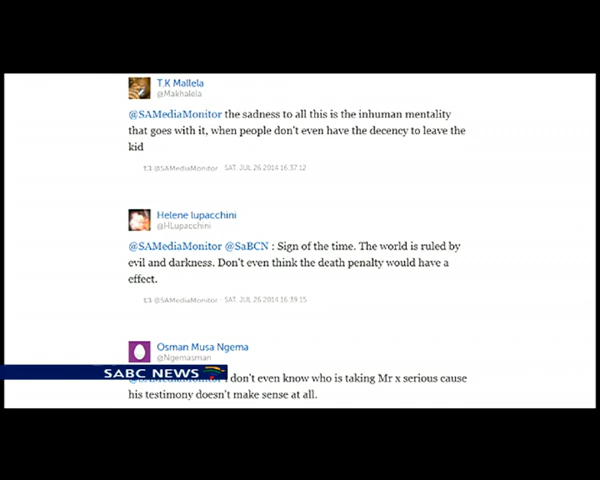 T.K Mallela
@Makhalela
@SAMediaMonitor the sadness to all this is the inhuman mentality
that goes with it, when people don't even have the decency to leave the
kid
@SAMediaMonitor · SAT, JUL 26 2014 16:37:12
Helene lupacchini
@HLupacchini
@SAMediaMonitor @SaBCN : Sign of the time. The world is ruled by
evil and darkness. Don't even think the death penalty would have a
effect.
@SAMediaMonitor · SAT, JUL 26 2014 16:39:15
Osman Musa Ngema
@Ngemasman
SABC NEWS
@SAMediaMonitor I don't even know who is taking Mr x serious cause
his testimony doesn't make sense at all.